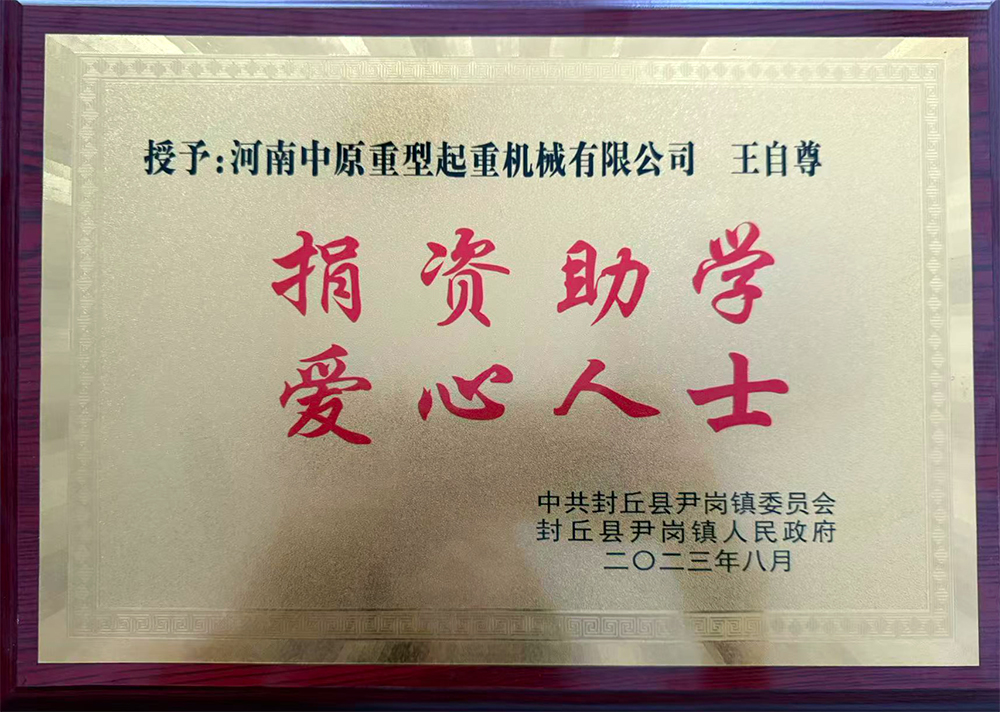 授予:河南中原重型起重机械有限公司 王自尊
捐资助学
爱心人士
中共封丘县尹岗镇委员会
封丘县尹岗镇人民政府
二〇二三年八月